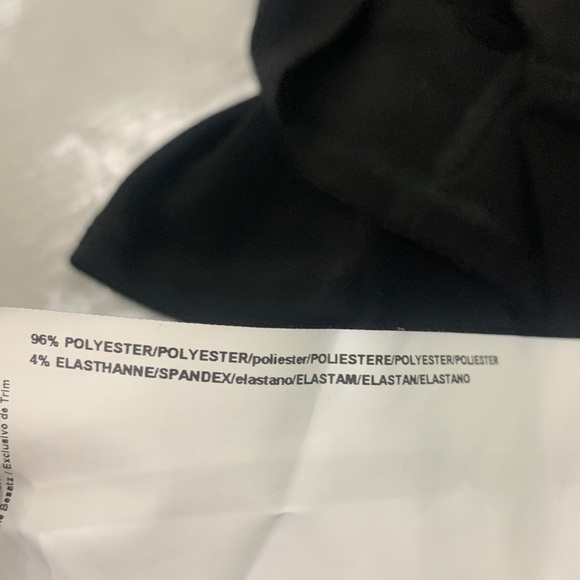 96% POLYESTER/POLYESTER/poliester/POLIESTERE/POLYESTER/POLIESTER
4% ELASTHANNE/SPANDEX/elastano/ELASTAM/ELASTAN/ELASTANO
Besatz / Exclusivo de Trim